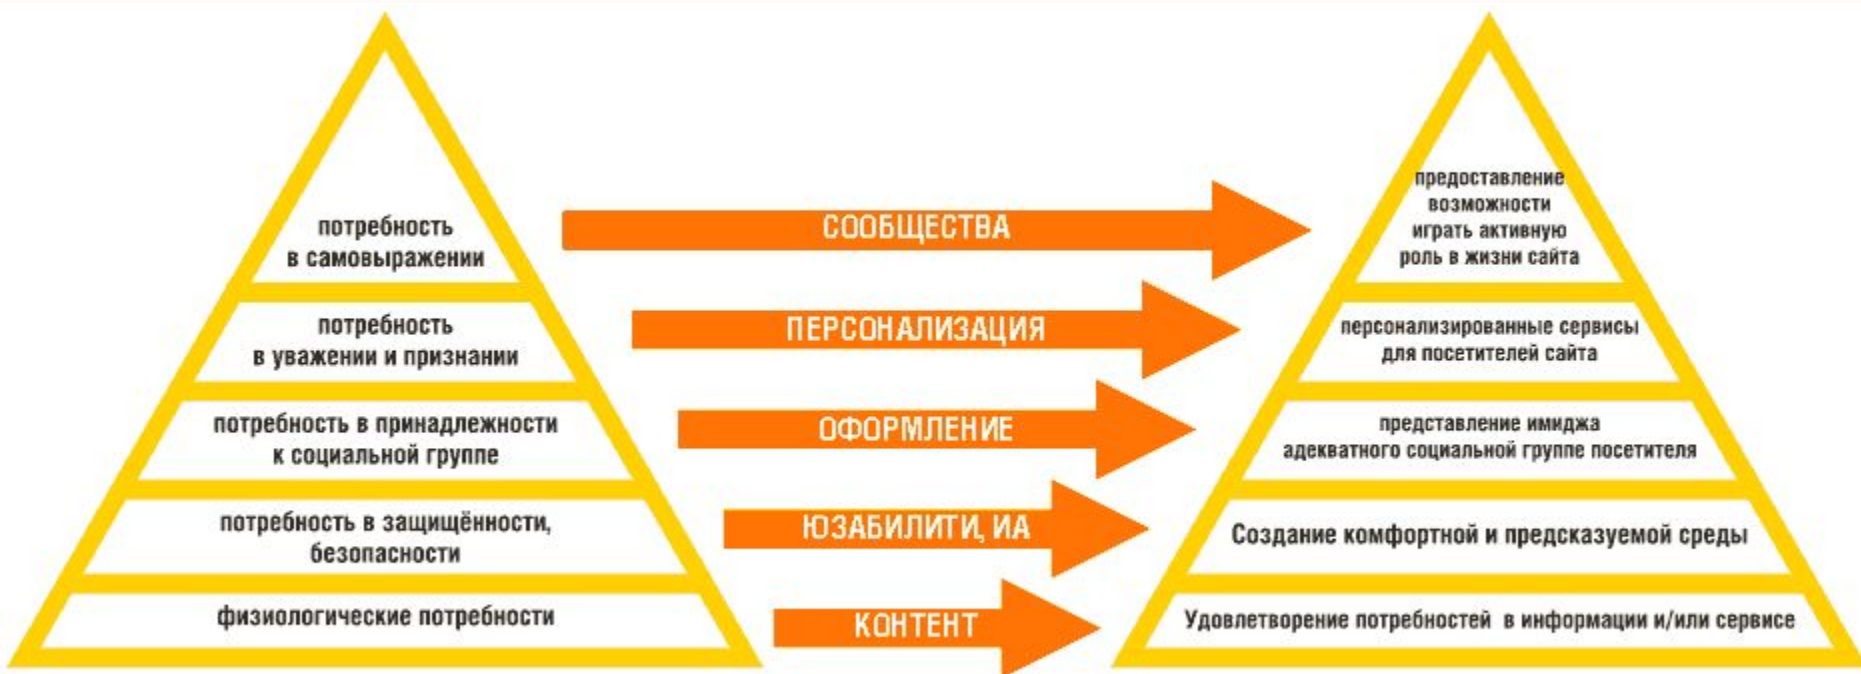 потребность
в самовыражении
СООБЩЕСТВА
предоставление
возможности
играть активную
роль в жизни сайта
потребность
в уважении и признании
ПЕРСОНАЛИЗАЦИЯ
персонализированные сервисы
для посетителей сайта
потребность в принадлежности
к социальной группе
ОФОРМЛЕНИЕ
представление имиджа
адекватного социальной группе посетителя
потребность в защищённости,
безопасности
ЮЗАБИЛИТИ, ИА
Создание комфортной и предсказуемой среды
физиологические потребности
КОНТЕНТ
Удовлетворение потребностей в информации и/или сервисе